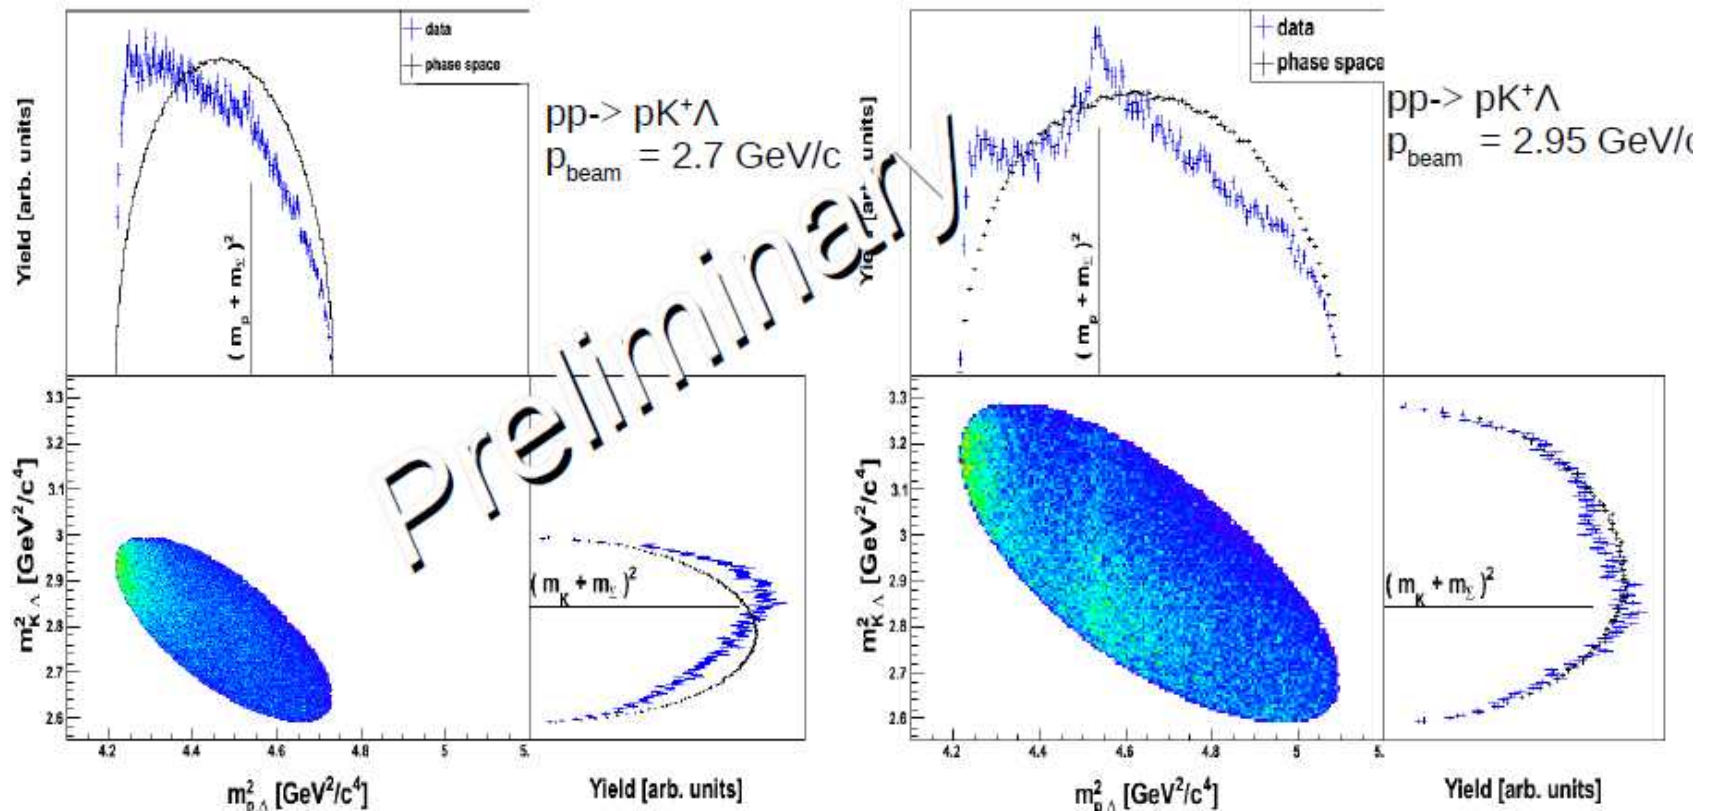 data
phase space
pp-> pK⁺Λ
p_beam = 2.7 GeV/c
Yield [arb. units]
( m_p + m_Σ )²
data
phase space
pp-> pK⁺Λ
p_beam = 2.95 GeV/c
Yield [arb. units]
( m_p + m_Σ )²
Preliminary
3.3
3.2
3.1
3
2.9
2.8
2.7
2.6
m²_KΛ [GeV²/c⁴]
4.2
4.4
4.6
4.8
5
5.
m²_pΛ [GeV²/c⁴]
( m_K + m_Σ )²
Yield [arb. units]
3.3
3.2
3.1
3
2.9
2.8
2.7
2.6
m²_KΛ [GeV²/c⁴]
4.2
4.4
4.6
4.8
5
5.
m²_pΛ [GeV²/c⁴]
( m_K + m_Σ )²
Yield [arb. units]